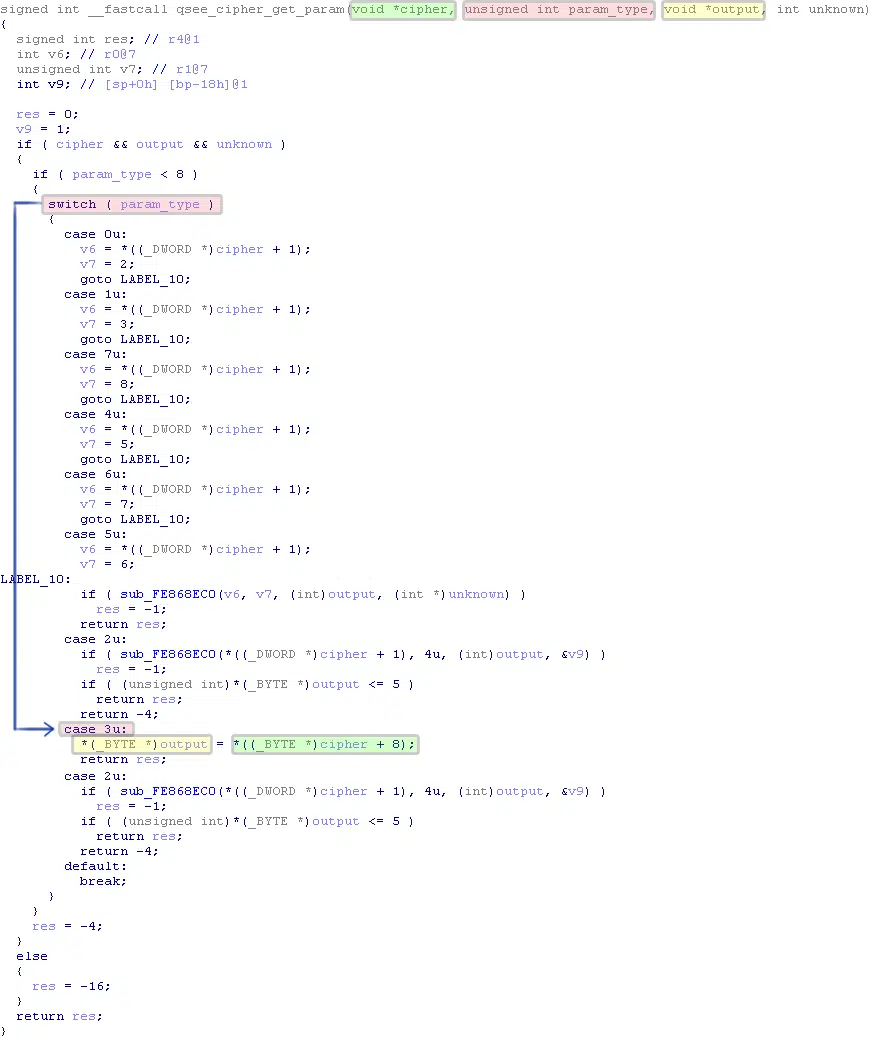 signed int __fastcall qsee_cipher_get_param(void *cipher, unsigned int param_type, void *output, int unknown)
{
  signed int res; // r4@1
  int v6; // r0@7
  unsigned int v7; // r1@7
  int v9; // [sp+0h] [bp-18h]@1

  res = 0;
  v9 = 1;
  if ( cipher && output && unknown )
  {
    if ( param_type < 8 )
    {
      switch ( param_type )
      {
        case 0u:
          v6 = *((_DWORD *)cipher + 1);
          v7 = 2;
          goto LABEL_10;
        case 1u:
          v6 = *((_DWORD *)cipher + 1);
          v7 = 3;
          goto LABEL_10;
        case 7u:
          v6 = *((_DWORD *)cipher + 1);
          v7 = 8;
          goto LABEL_10;
        case 4u:
          v6 = *((_DWORD *)cipher + 1);
          v7 = 5;
          goto LABEL_10;
        case 6u:
          v6 = *((_DWORD *)cipher + 1);
          v7 = 7;
          goto LABEL_10;
        case 5u:
          v6 = *((_DWORD *)cipher + 1);
          v7 = 6;
LABEL_10:
          if ( sub_FE868EC0(v6, v7, (int)output, (int *)unknown) )
            res = -1;
          return res;
        case 2u:
          if ( sub_FE868EC0(*((_DWORD *)cipher + 1), 4u, (int)output, &v9) )
            res = -1;
          if ( (unsigned int)*(_BYTE *)output <= 5 )
            return res;
          return -4;
        case 3u:
          *(_BYTE *)output = *((_BYTE *)cipher + 8);
          return res;
        case 2u:
          if ( sub_FE868EC0(*((_DWORD *)cipher + 1), 4u, (int)output, &v9) )
            res = -1;
          if ( (unsigned int)*(_BYTE *)output <= 5 )
            return res;
          return -4;
        default:
          break;
      }
    }
    res = -4;
  }
  else
  {
    res = -16;
  }
  return res;
}